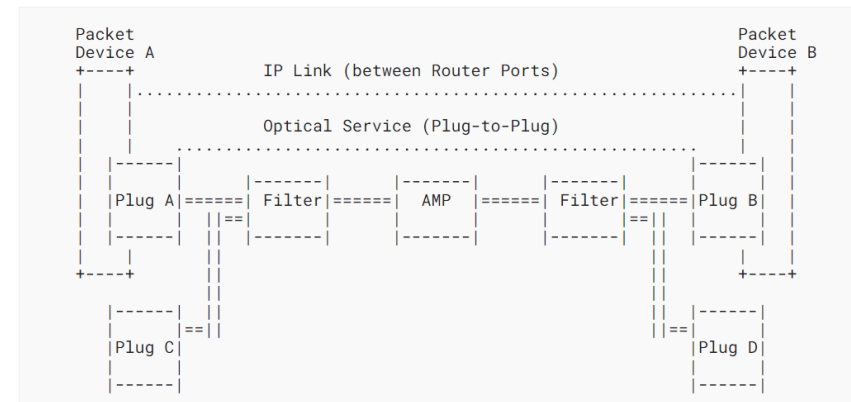 Packet Packet
Device A Device B
IP Link (between Router Ports)
Optical Service (Plug-to-Plug)
Plug A Filter AMP Filter Plug B
Plug C Plug D